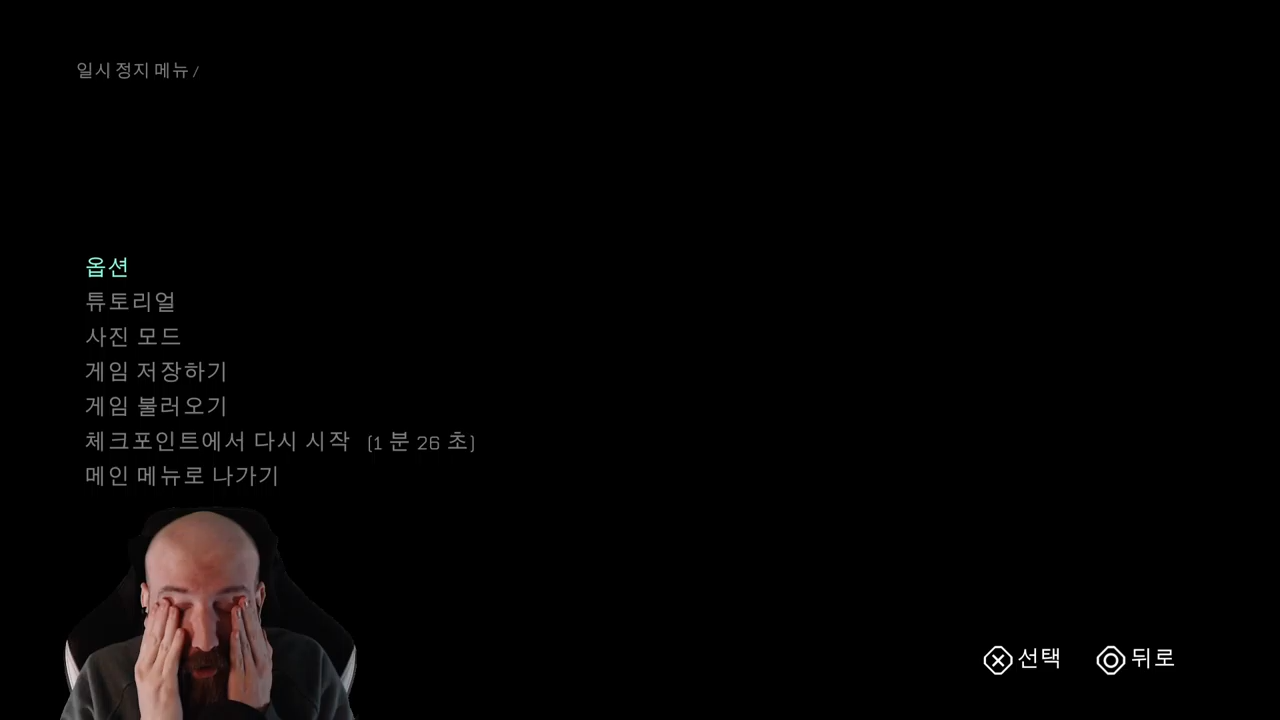 일시 정지 메뉴 /
옵션
튜토리얼
사진 모드
게임 저장하기
게임 불러오기
체크포인트에서 다시 시작 (1 분 26 초)
메인 메뉴로 나가기
선택 뒤로